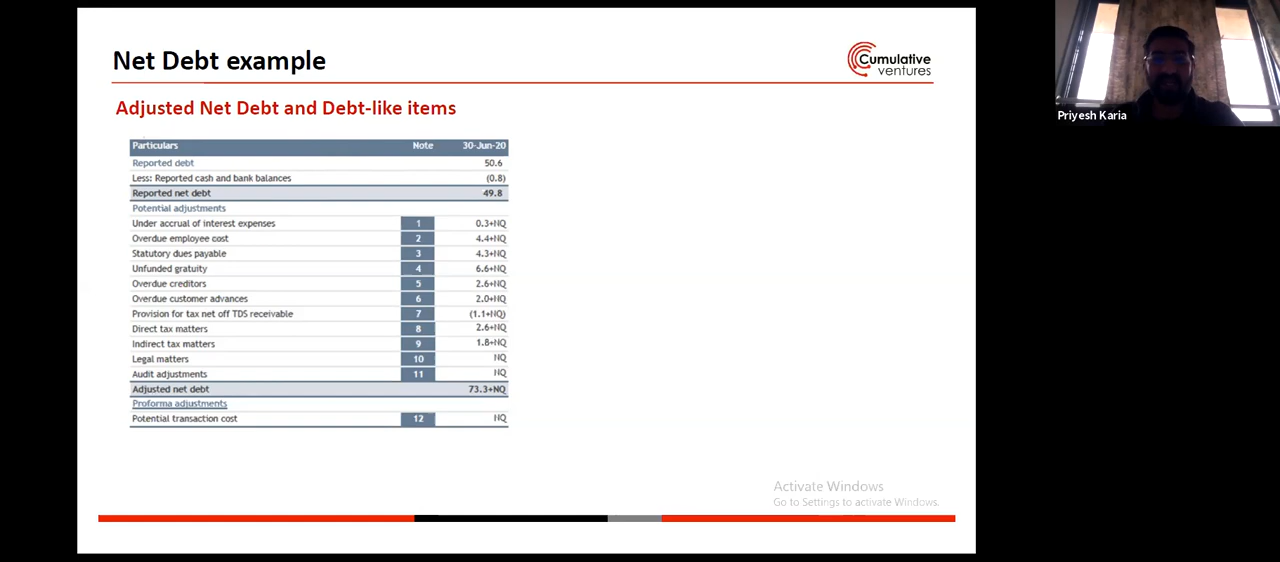 Net Debt example
Cumulative
ventures
Adjusted Net Debt and Debt-like items
Particulars Note 30-Jun-20
Reported debt 50.6
Less: Reported cash and bank balances (0.8)
Reported net debt 49.8
Potential adjustments
Under accrual of interest expenses 1 0.3+NQ
Overdue employee cost 2 4.4+NQ
Statutory dues payable 3 4.3+NQ
Unfunded gratuity 4 6.6+NQ
Overdue creditors 5 2.6+NQ
Overdue customer advances 6 2.0+NQ
Provision for tax net off TDS receivable 7 (1.1+NQ)
Direct tax matters 8 2.6+NQ
Indirect tax matters 9 1.8+NQ
Legal matters 10 NQ
Audit adjustments 11 NQ
Adjusted net debt 73.3+NQ
Proforma adjustments
Potential transaction cost 12 NQ
Activate Windows
Go to Settings to activate Windows.
Priyesh Karia